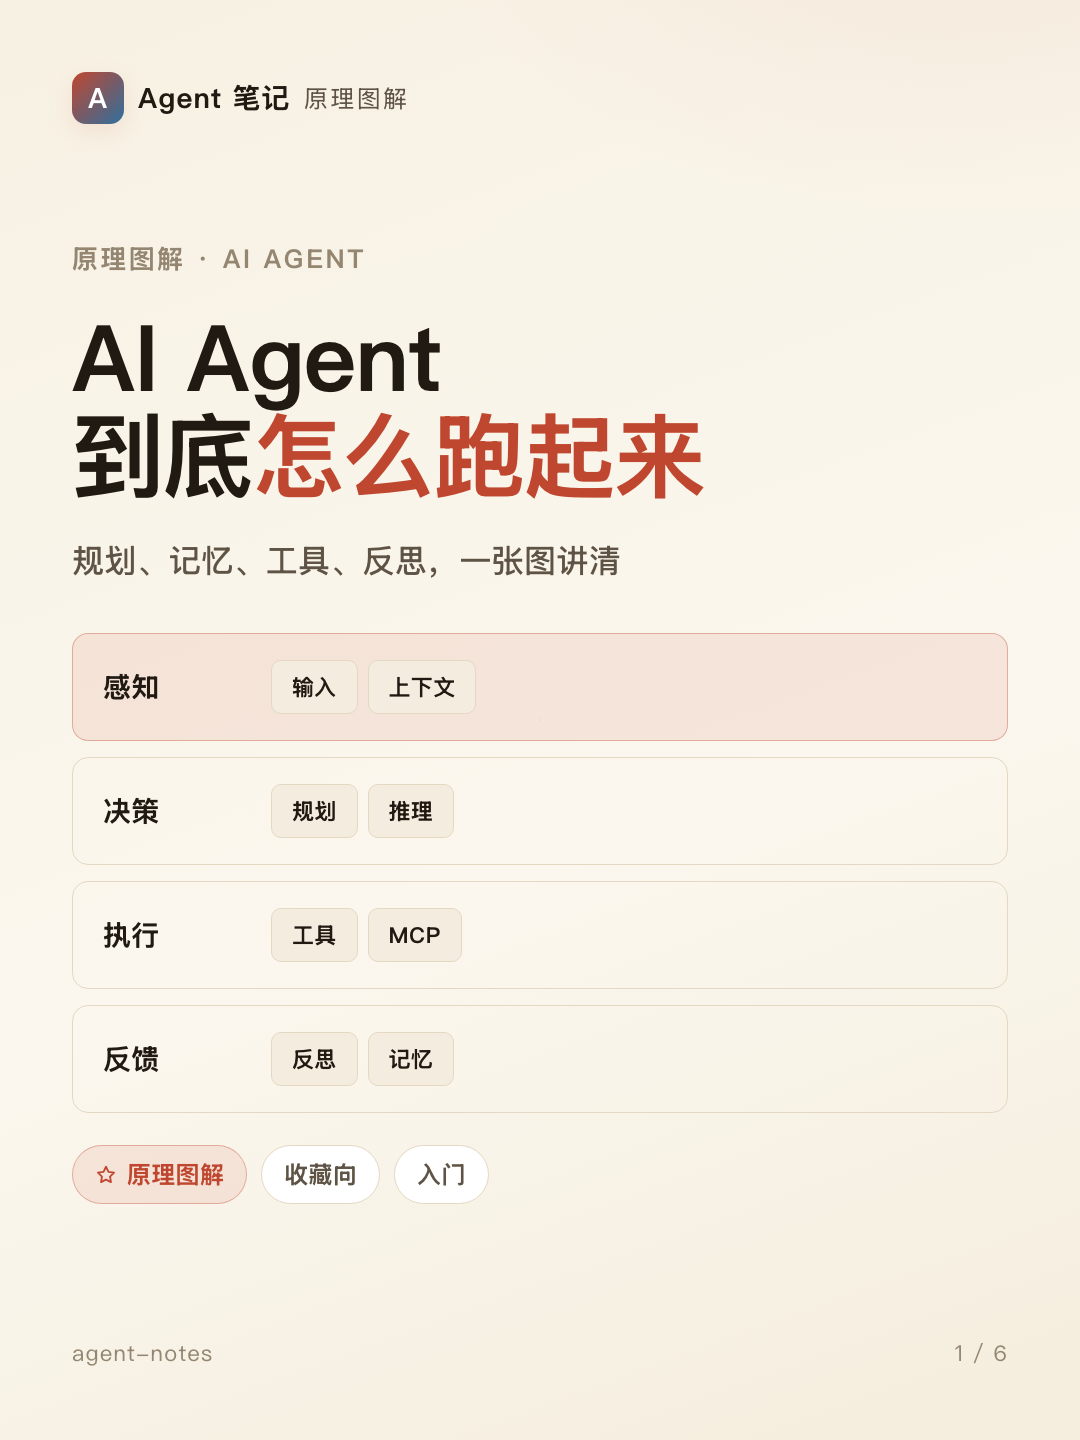 A Agent 笔记 原理图解
原理图解 · AI AGENT
AI Agent
到底怎么跑起来
规划、记忆、工具、反思，一张图讲清
感知 输入 上下文
决策 规划 推理
执行 工具 MCP
反馈 反思 记忆
原理图解 收藏向 入门
agent-notes 1 / 6